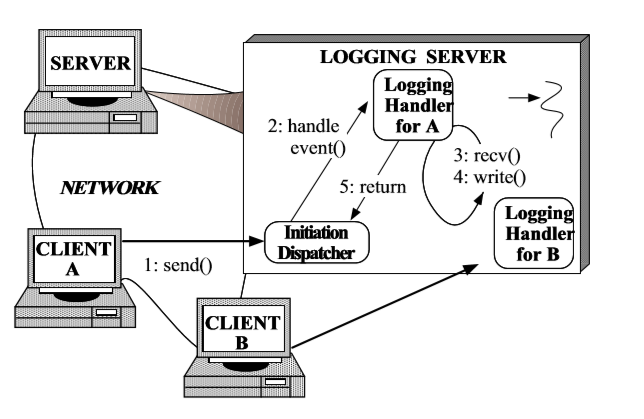 SERVER
LOGGING SERVER
Logging
Handler
for A
2: handle
event()
3: recv()
4: write()
5: return
NETWORK
Logging
Handler
for B
Initiation
Dispatcher
CLIENT
A
1: send()
CLIENT
B